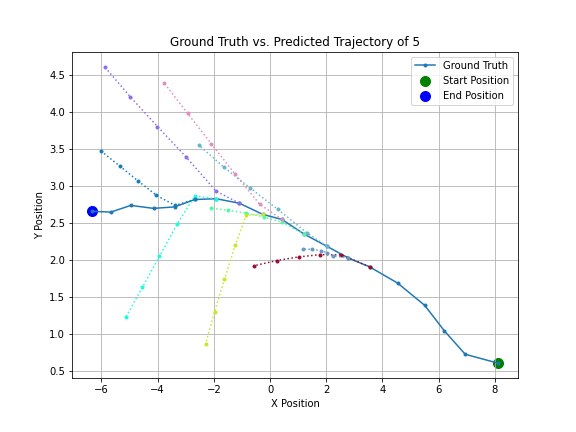 Ground Truth vs. Predicted Trajectory of 5
Ground Truth
Start Position
End Position
Y Position
4.5
4.0
3.5
3.0
2.5
2.0
1.5
1.0
0.5
−6 −4 −2 0 2 4 6 8
X Position